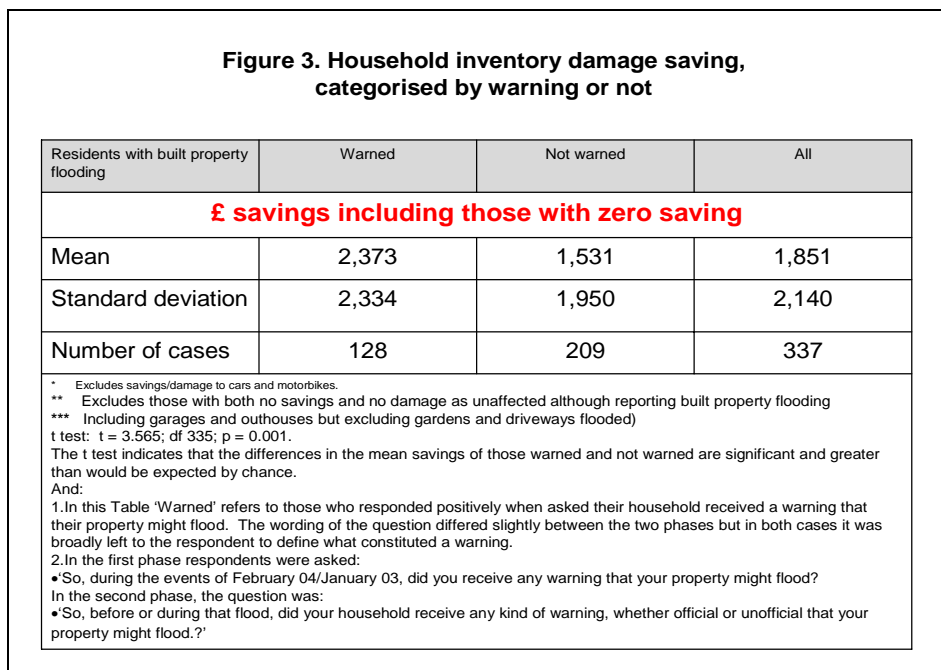 Figure 3. Household inventory damage saving,
categorised by warning or not
Residents with built property
flooding
Warned
Not warned
All
£ savings including those with zero saving
Mean 2,373 1,531 1,851
Standard deviation 2,334 1,950 2,140
Number of cases 128 209 337
* Excludes savings/damage to cars and motorbikes.
** Excludes those with both no savings and no damage as unaffected although reporting built property flooding
*** Including garages and outhouses but excluding gardens and driveways flooded)
t test: t = 3.565; df 335; p = 0.001.
The t test indicates that the differences in the mean savings of those warned and not warned are significant and greater
than would be expected by chance.
And:
1.In this Table ‘Warned’ refers to those who responded positively when asked their household received a warning that
their property might flood. The wording of the question differed slightly between the two phases but in both cases it was
broadly left to the respondent to define what constituted a warning.
2.In the first phase respondents were asked:
•‘So, during the events of February 04/January 03, did you receive any warning that your property might flood?
In the second phase, the question was:
•‘So, before or during that flood, did your household receive any kind of warning, whether official or unofficial that your
property might flood.?’